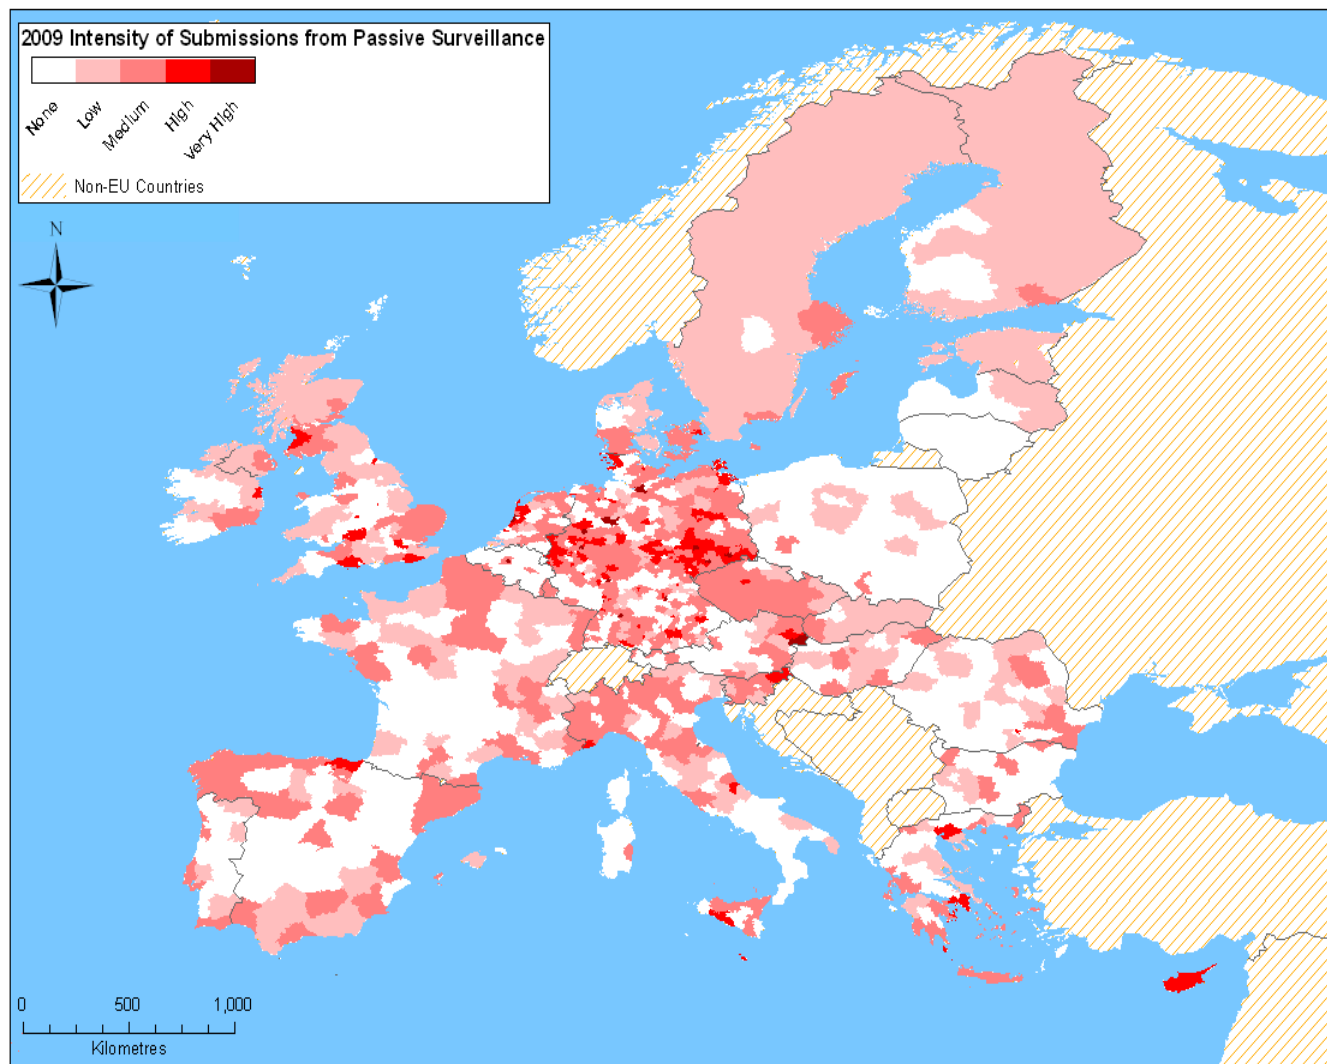 2009 Intensity of Submissions from Passive Surveillance
None
Low
Medium
High
Very High
Non-EU Countries
N
0 500 1,000
Kilometres